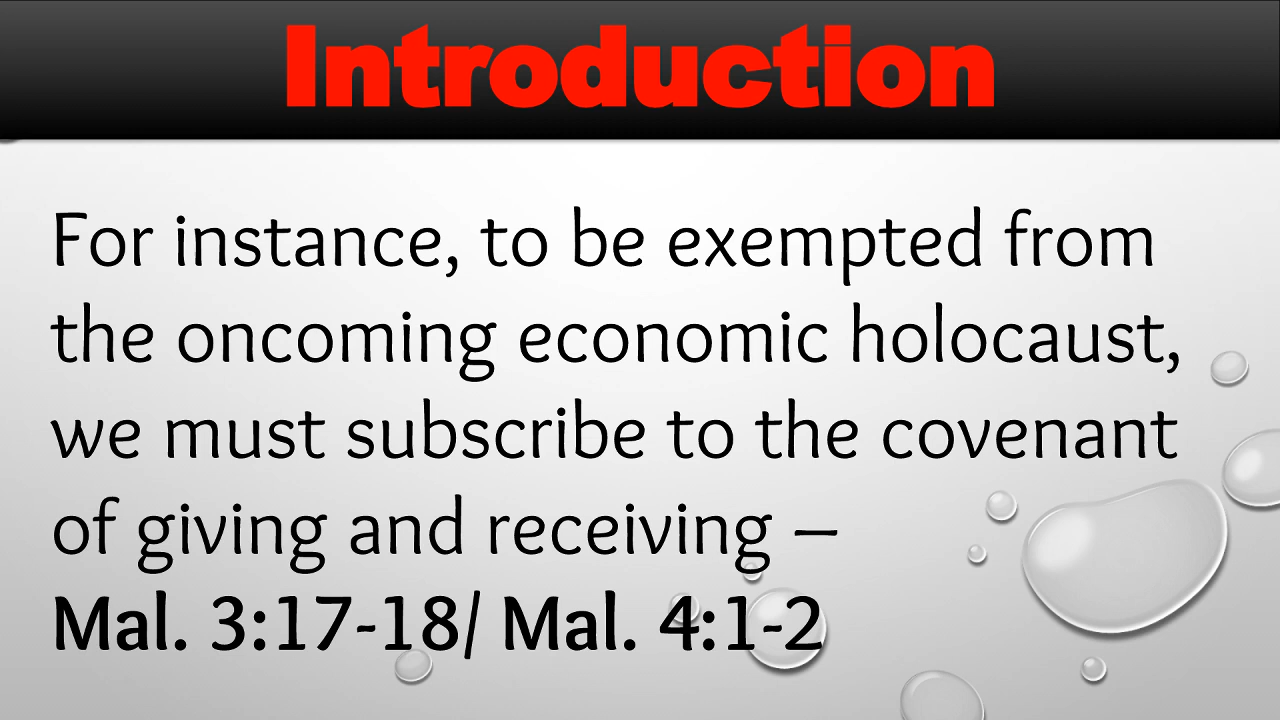 Introduction
For instance, to be exempted from
the oncoming economic holocaust,
we must subscribe to the covenant
of giving and receiving –
Mal. 3:17-18/ Mal. 4:1-2